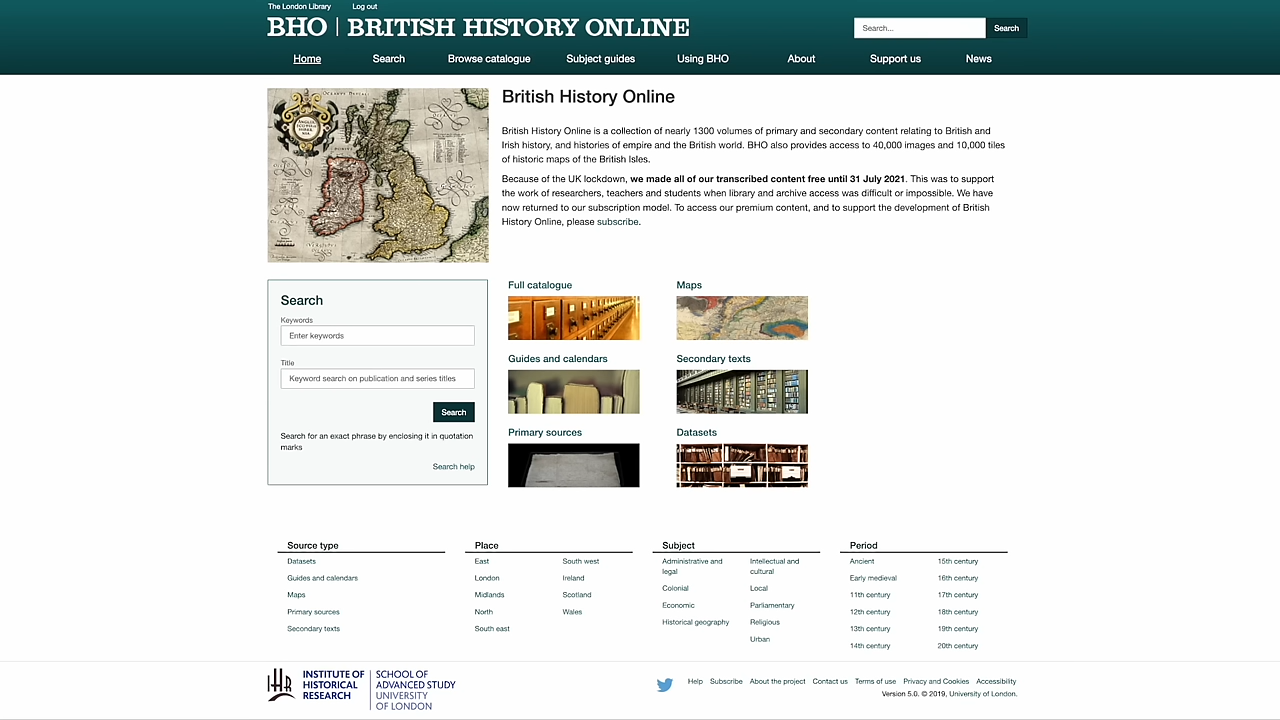 The London Library Log out
BHO | BRITISH HISTORY ONLINE
Search... Search
Home Search Browse catalogue Subject guides Using BHO About Support us News
British History Online
British History Online is a collection of nearly 1300 volumes of primary and secondary content relating to British and
Irish history, and histories of empire and the British world. BHO also provides access to 40,000 images and 10,000 tiles
of historic maps of the British Isles.
Because of the UK lockdown, we made all of our transcribed content free until 31 July 2021. This was to support
the work of researchers, teachers and students when library and archive access was difficult or impossible. We have
now returned to our subscription model. To access our premium content, and to support the development of British
History Online, please subscribe.
Search
Keywords
Enter keywords
Title
Keyword search on publication and series titles
Search
Search for an exact phrase by enclosing it in quotation
marks
Search help
Full catalogue
Maps
Guides and calendars
Secondary texts
Primary sources
Datasets
Source type
Datasets
Guides and calendars
Maps
Primary sources
Secondary texts
Place
East
London
Midlands
North
South east
South west
Ireland
Scotland
Wales
Subject
Administrative and
legal
Colonial
Economic
Historical geography
Intellectual and
cultural
Local
Parliamentary
Religious
Urban
Period
Ancient
Early medieval
11th century
12th century
13th century
14th century
15th century
16th century
17th century
18th century
19th century
20th century
INSTITUTE OF
HISTORICAL
RESEARCH
SCHOOL OF
ADVANCED STUDY
UNIVERSITY
OF LONDON
Help Subscribe About the project Contact us Terms of use Privacy and Cookies Accessibility
Version 5.0. © 2019, University of London.